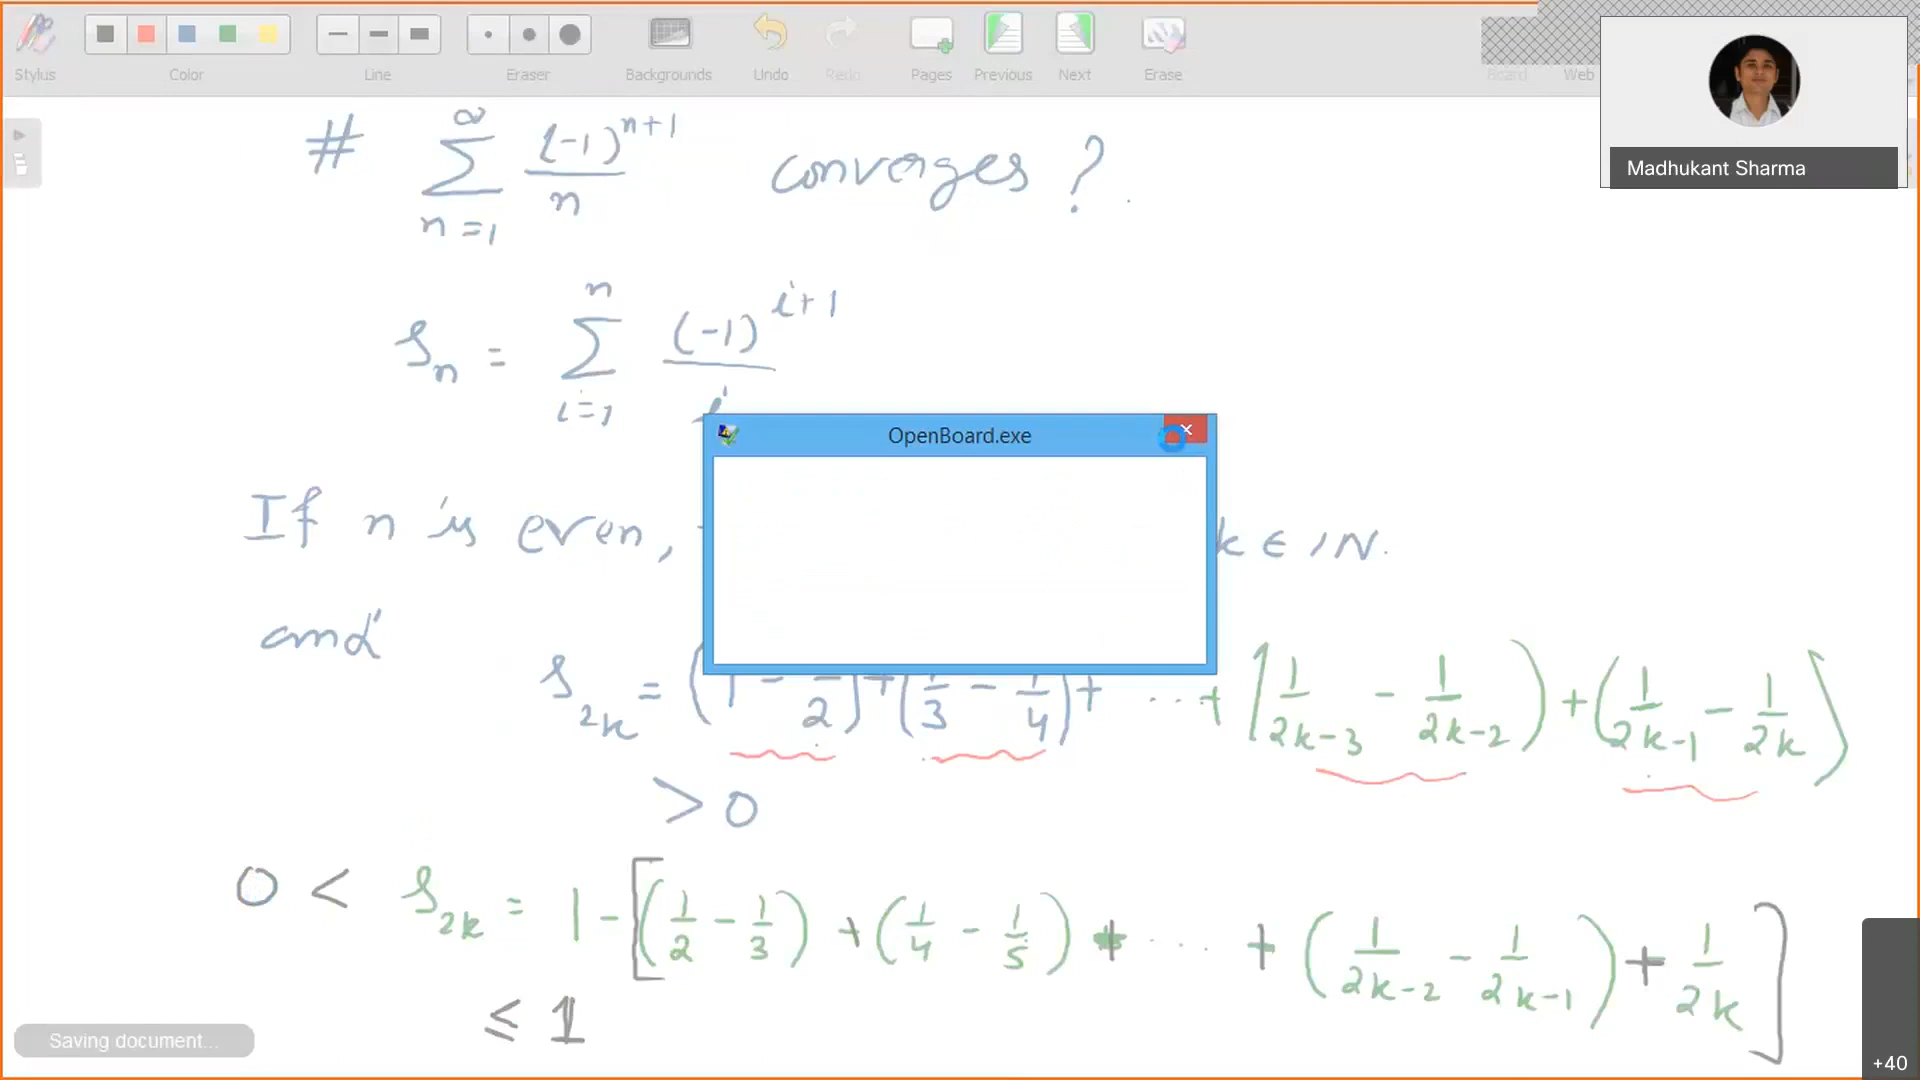 Stylus Color Line Eraser Backgrounds Undo Redo Pages Previous Next Erase Board Web
Madhukant Sharma
# ∞ ∑ n=1 (-1)^{n+1} / n converges ?
S_n = n ∑ i=1 (-1)^{i+1} / i
OpenBoard.exe
If n is even, k ∈ IN.
and
S_{2k} = (1 - 1/2) + (1/3 - 1/4) + ... + (1/2k-3 - 1/2k-2) + (1/2k-1 - 1/2k)
> 0
0 < S_{2k} = 1 - [(1/2 - 1/3) + (1/4 - 1/5) + .... + (1/2k-2 - 1/2k-1) + 1/2k]
≤ 1
Saving document...
+40